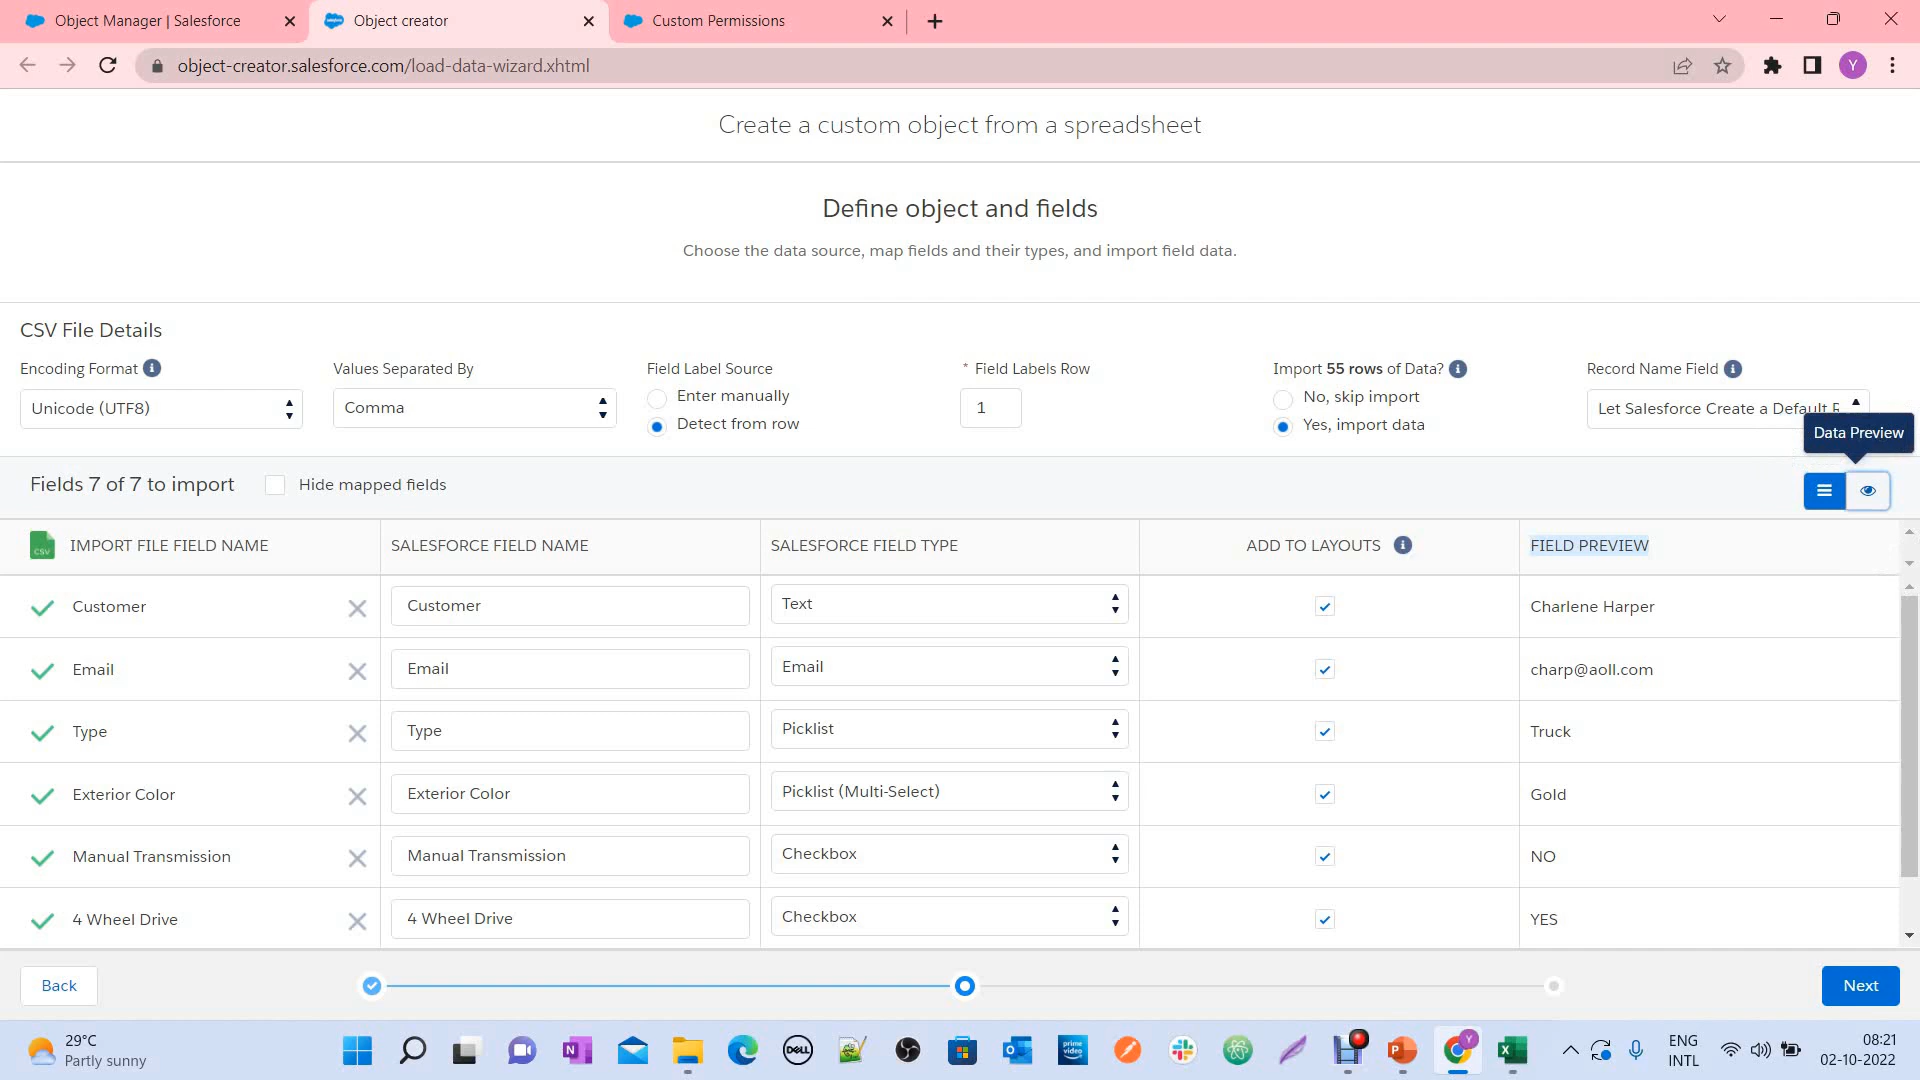 Object Manager | Salesforce
Object creator
Custom Permissions
object-creator.salesforce.com/load-data-wizard.xhtml
Y
Create a custom object from a spreadsheet
Define object and fields
Choose the data source, map fields and their types, and import field data.
CSV File Details
Encoding Format
Values Separated By
Field Label Source
* Field Labels Row
Import 55 rows of Data?
Record Name Field
Unicode (UTF8)
Comma
Enter manually
Detect from row
1
No, skip import
Yes, import data
Let Salesforce Create a Default
Data Preview
Fields 7 of 7 to import
Hide mapped fields
CSV
IMPORT FILE FIELD NAME
SALESFORCE FIELD NAME
SALESFORCE FIELD TYPE
ADD TO LAYOUTS
FIELD PREVIEW
Customer
Customer
Text
Charlene Harper
Email
Email
Email
charp@aoll.com
Type
Type
Picklist
Truck
Exterior Color
Exterior Color
Picklist (Multi-Select)
Gold
Manual Transmission
Manual Transmission
Checkbox
NO
4 Wheel Drive
4 Wheel Drive
Checkbox
YES
Back
Next
29°C
Partly sunny
DELL
prime video
ENG
INTL
08:21
02-10-2022